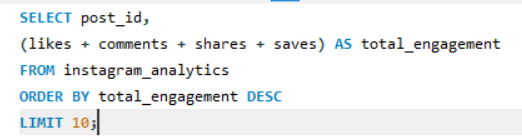 SELECT post_id,
(likes + comments + shares + saves) AS total_engagement
FROM instagram_analytics
ORDER BY total_engagement DESC
LIMIT 10;